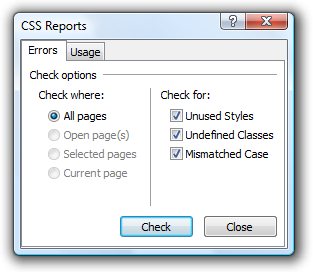 CSS Reports
Errors Usage
Check options
Check where:
All pages
Open page(s)
Selected pages
Current page
Check for:
Unused Styles
Undefined Classes
Mismatched Case
Check Close